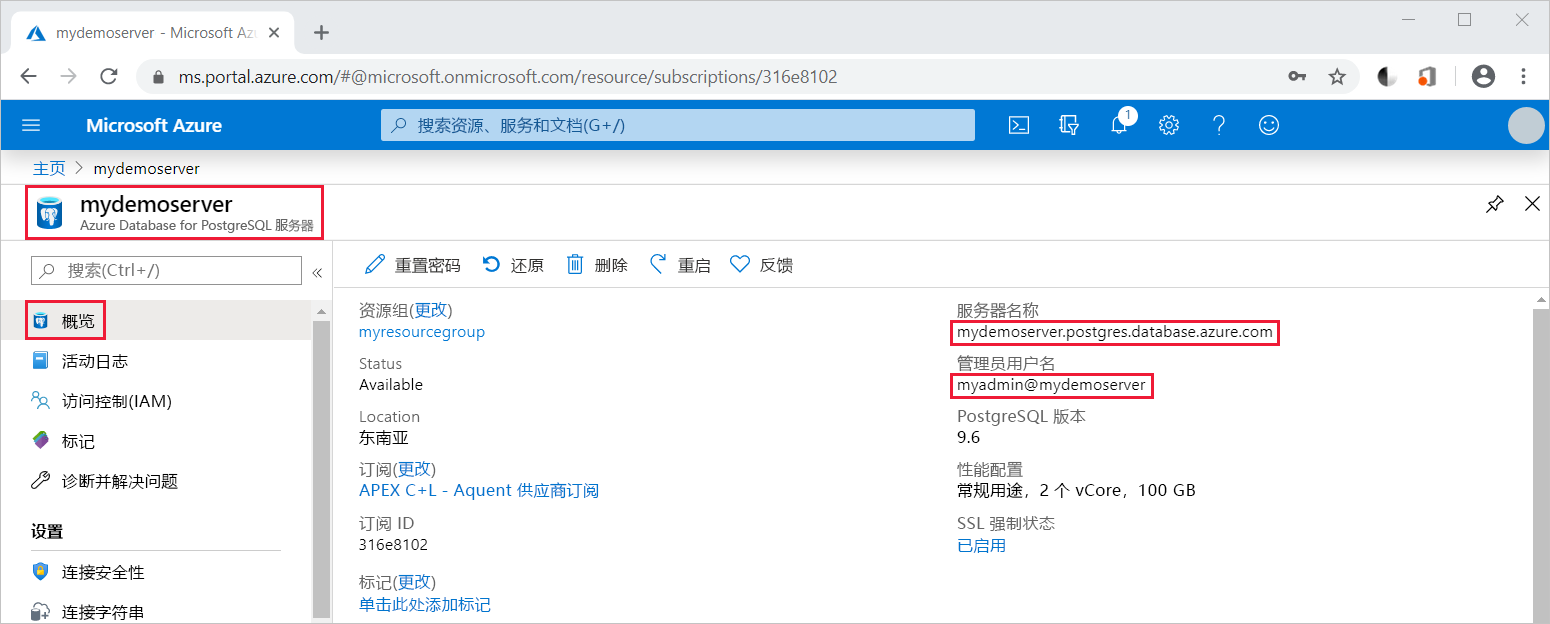 mydemoserver - Microsoft Az
ms.portal.azure.com/#@microsoft.onmicrosoft.com/resource/subscriptions/316e8102
Microsoft Azure
搜索资源、服务和文档(G+/)
1
主页 > mydemoserver
mydemoserver
Azure Database for PostgreSQL 服务器
搜索(Ctrl+/)
«
概览
活动日志
访问控制(IAM)
标记
诊断并解决问题
设置
连接安全性
连接字符串
重置密码 还原 删除 重启 反馈
资源组(更改)
myresourcegroup
Status
Available
Location
东南亚
订阅(更改)
APEX C+L - Aquent 供应商订阅
订阅 ID
316e8102
标记(更改)
单击此处添加标记
服务器名称
mydemoserver.postgres.database.azure.com
管理员用户名
myadmin@mydemoserver
PostgreSQL 版本
9.6
性能配置
常规用途，2 个 vCore，100 GB
SSL 强制状态
已启用